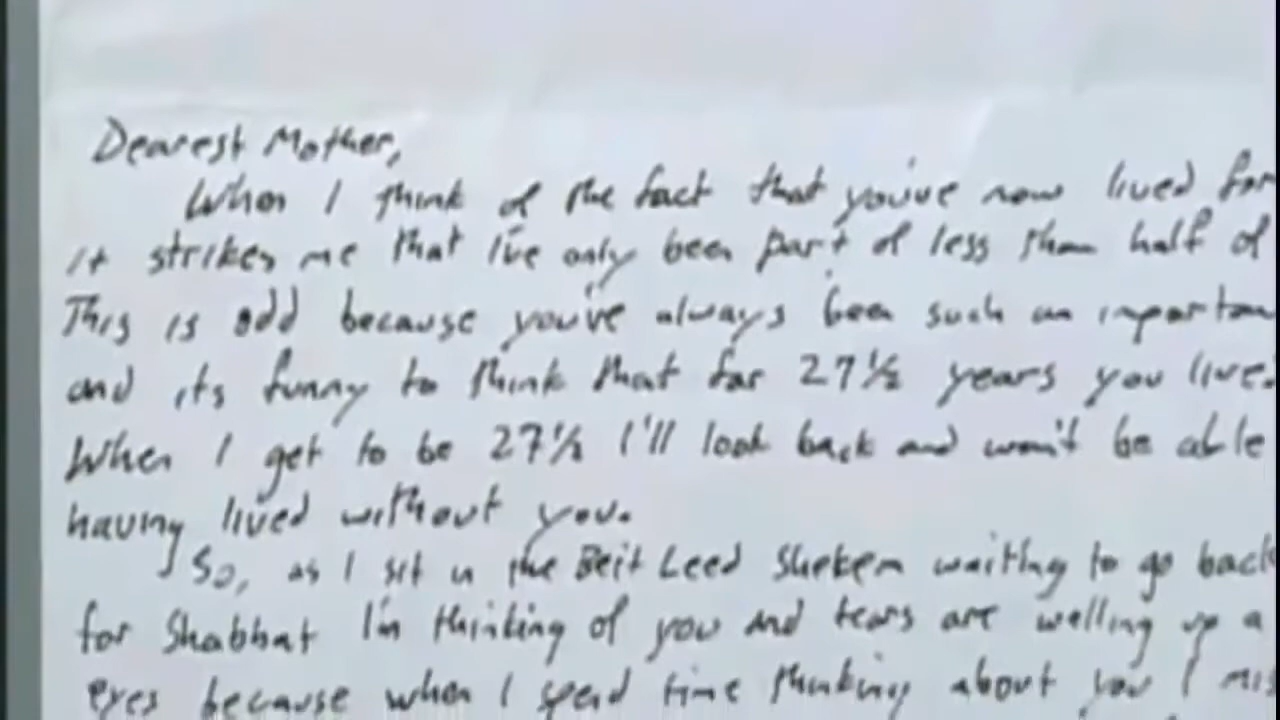 Dearest Mother,
When I think of the fact that you've now lived for
it strikes me that I've only been part of less than half of
This is odd because you've always been such an importan
and its funny to think that for 27½ years you live
When I get to be 27½ I'll look back and won't be able
having lived without you.
So, as I sit in the Beit Leed Shekem waiting to go back
for Shabbat I'm thinking of you and tears are welling up a
eyes because when I spend time thinking about you I mis